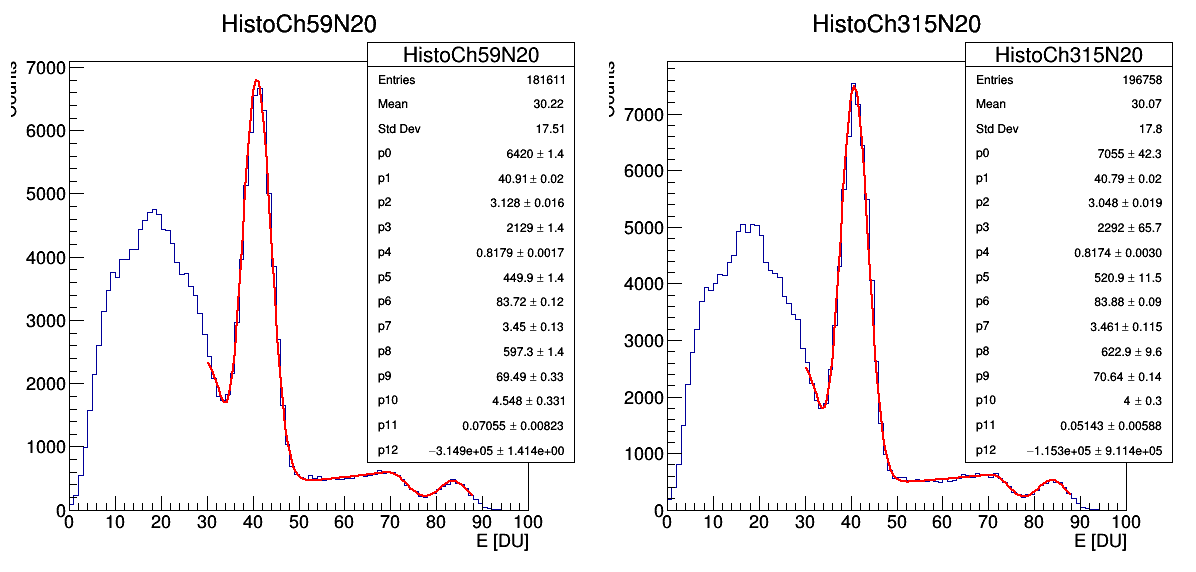 HistoCh59N20
HistoCh59N20
Entries 181611
Mean 30.22
Std Dev 17.51
p0 6420 ± 1.4
p1 40.91 ± 0.02
p2 3.128 ± 0.016
p3 2129 ± 1.4
p4 0.8179 ± 0.0017
p5 449.9 ± 1.4
p6 83.72 ± 0.12
p7 3.45 ± 0.13
p8 597.3 ± 1.4
p9 69.49 ± 0.33
p10 4.548 ± 0.331
p11 0.07055 ± 0.00823
p12 −3.149e+05 ± 1.414e+00
7000
6000
5000
4000
3000
2000
1000
0
0 10 20 30 40 50 60 70 80 90 100
E [DU]
HistoCh315N20
HistoCh315N20
Entries 196758
Mean 30.07
Std Dev 17.8
p0 7055 ± 42.3
p1 40.79 ± 0.02
p2 3.048 ± 0.019
p3 2292 ± 65.7
p4 0.8174 ± 0.0030
p5 520.9 ± 11.5
p6 83.88 ± 0.09
p7 3.461 ± 0.115
p8 622.9 ± 9.6
p9 70.64 ± 0.14
p10 4 ± 0.3
p11 0.05143 ± 0.00588
p12 −1.153e+05 ± 9.114e+05
7000
6000
5000
4000
3000
2000
1000
0
0 10 20 30 40 50 60 70 80 90 100
E [DU]